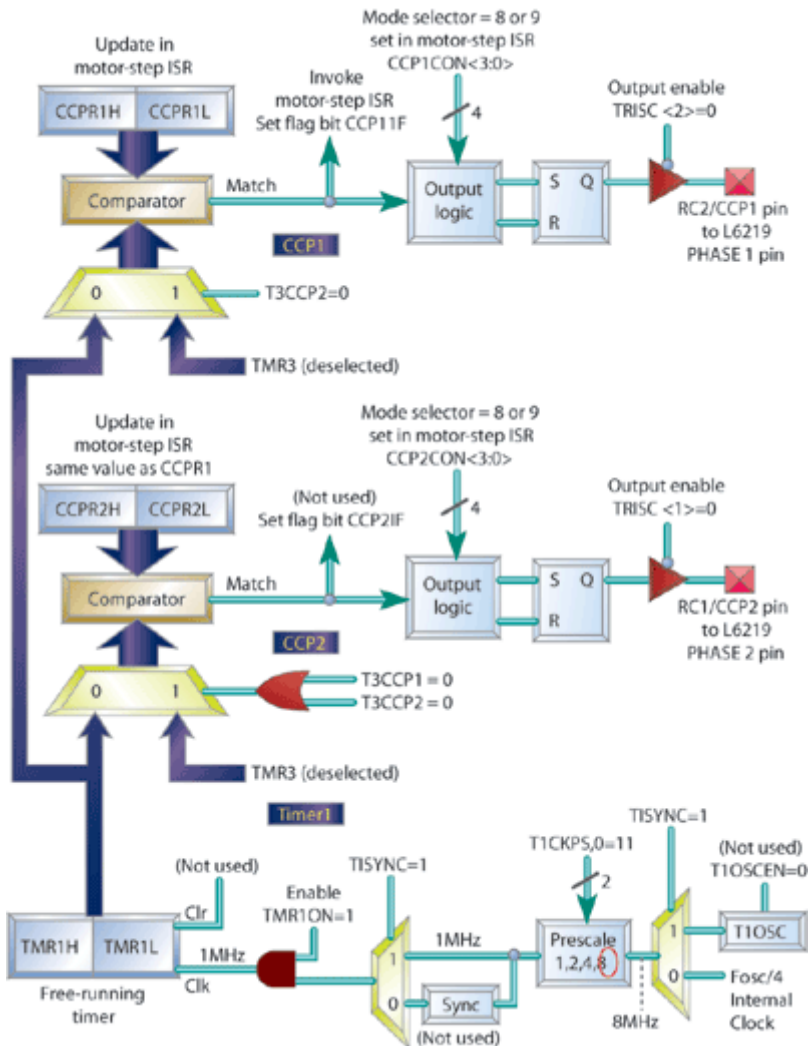 Update in
motor-step ISR
CCPR1H CCPR1L
Comparator
Match
Invoke
motor-step ISR
Set flag bit CCP11F
Mode selector = 8 or 9
set in motor-step ISR
CCP1CON<3:0>
4
Output
logic
S Q
R
Output enable
TRISC <2>=0
RC2/CCP1 pin
to L6219
PHASE 1 pin
CCP1
0 1
T3CCP2=0
TMR3 (deselected)
Update in
motor-step ISR
same value as CCPR1
CCPR2H CCPR2L
Comparator
Match
(Not used)
Set flag bit CCP2IF
Mode selector = 8 or 9
set in motor-step ISR
CCP2CON<3:0>
4
Output
logic
S Q
R
Output enable
TRISC <1>=0
RC1/CCP2 pin
to L6219
PHASE 2 pin
CCP2
0 1
T3CCP1 = 0
T3CCP2 = 0
TMR3 (deselected)
Timer1
(Not used)
Clr
TMR1H TMR1L
1MHz
Clk
Free-running
timer
Enable
TMR1ON=1
TISYNC=1
1
0
1MHz
Sync
(Not used)
T1CKPS,0=11
2
Prescale
1,2,4,8
8MHz
TISYNC=1
1
0
(Not used)
T1OSCEN=0
T1OSC
Fosc/4
Internal
Clock